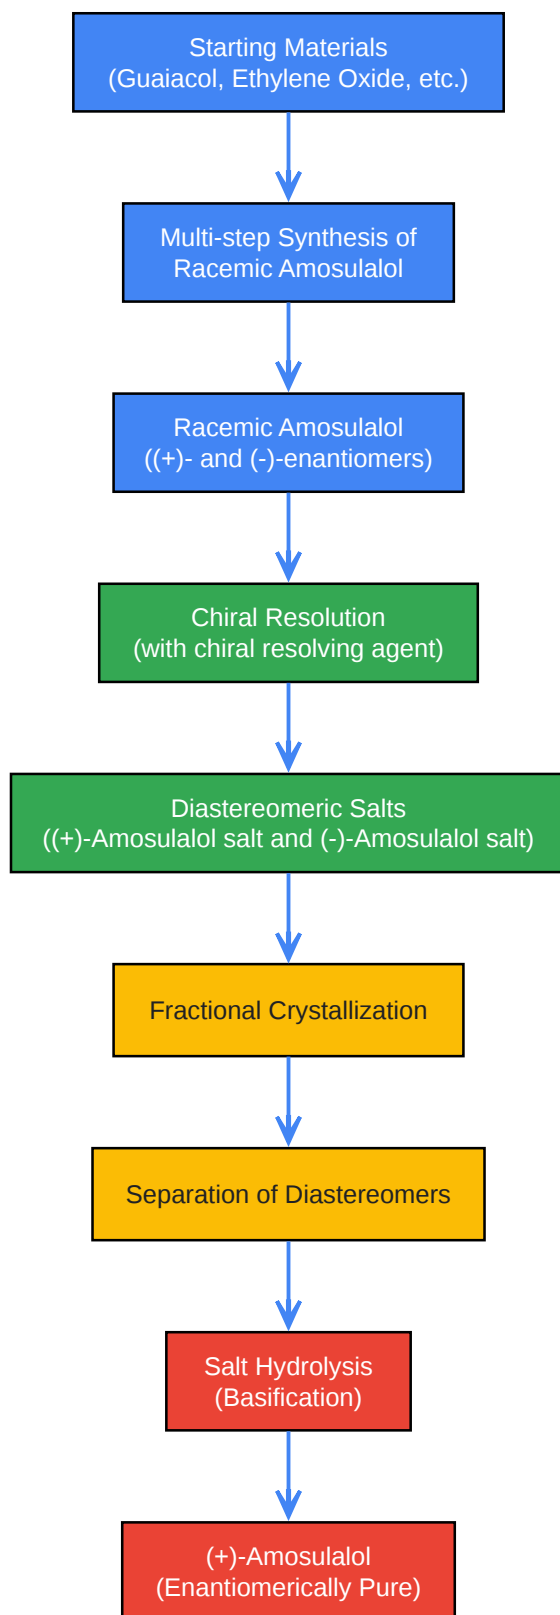 Starting Materials
(Guaiacol, Ethylene Oxide, etc.)
Multi-step Synthesis of
Racemic Amosulalol
Racemic Amosulalol
((+)- and (-)-enantiomers)
Chiral Resolution
(with chiral resolving agent)
Diastereomeric Salts
((+)-Amosulalol salt and (-)-Amosulalol salt)
Fractional Crystallization
Separation of Diastereomers
Salt Hydrolysis
(Basification)
(+)-Amosulalol
(Enantiomerically Pure)